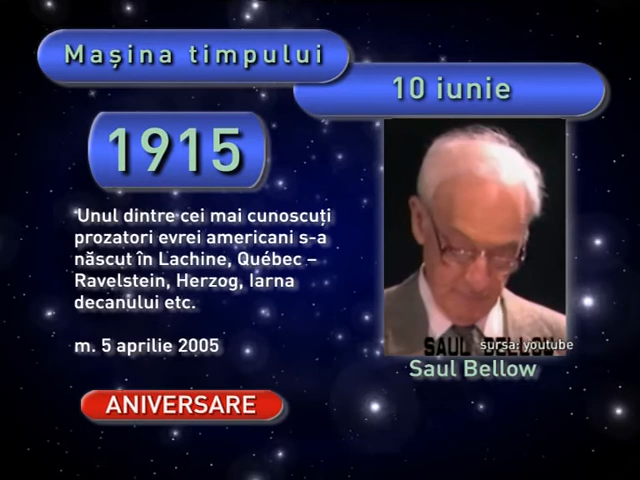 Mașina timpului
10 iunie
1915
Unul dintre cei mai cunoscuți
prozatori evrei americani s-a
născut în Lachine, Québec –
Ravelstein, Herzog, Iarna
decanului etc.
m. 5 aprilie 2005
ANIVERSARE
SAUL BELLOW
sursa: youtube
Saul Bellow